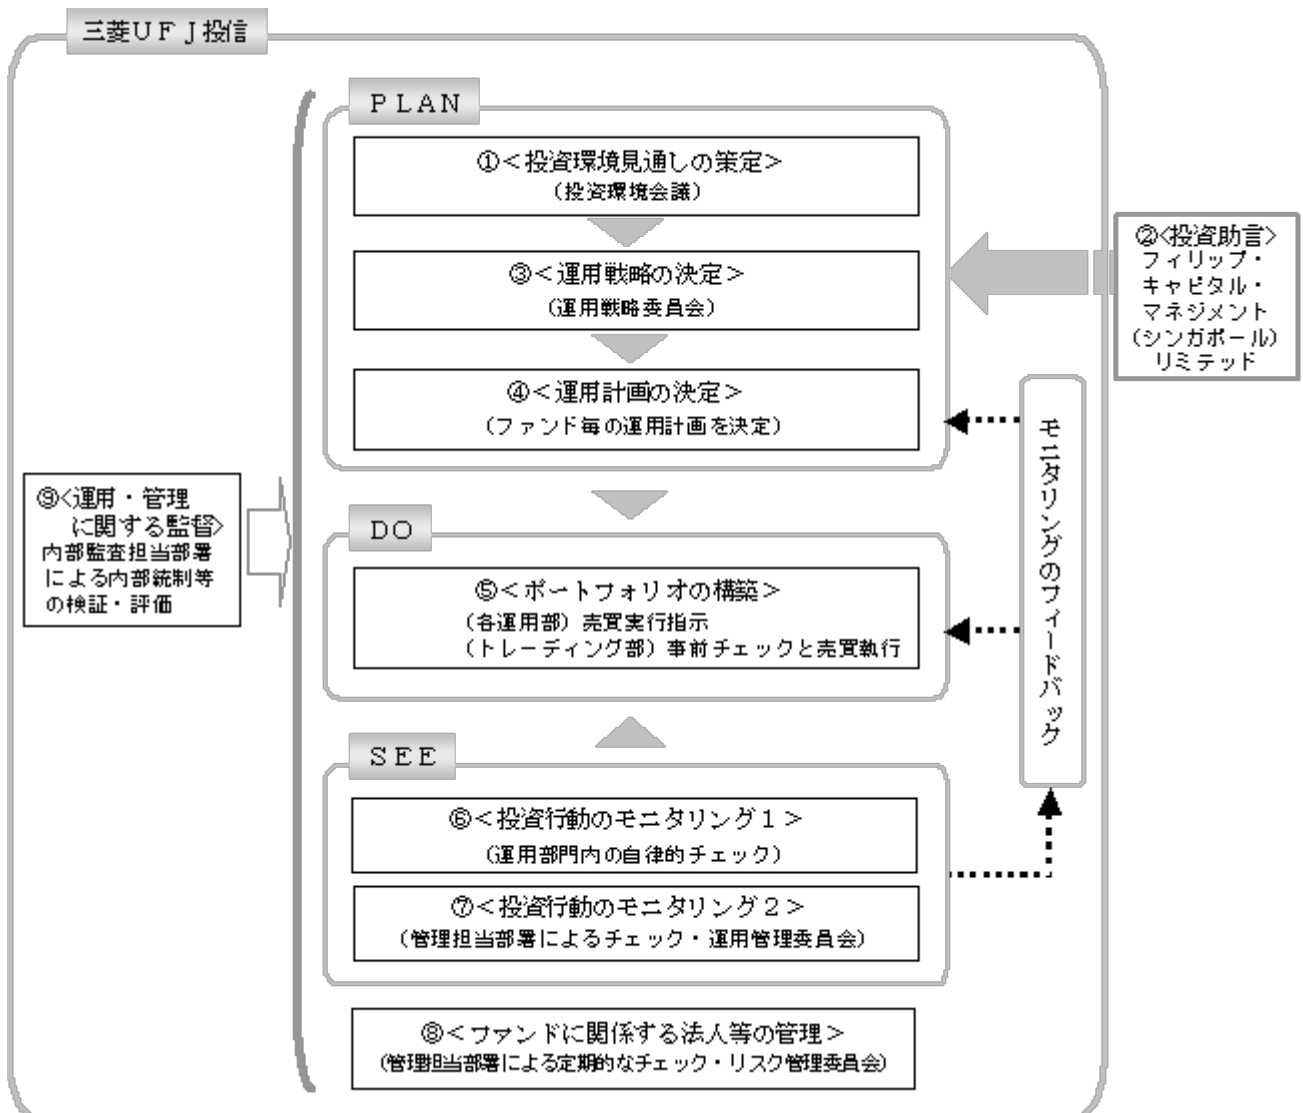 三菱ＵＦＪ投信
ＰＬＡＮ
①＜投資環境見通しの策定＞
（投資環境会議）
②＜投資助言＞
フィリップ・
キャピタル・
マネジメント
（シンガポール）
リミテッド
③＜運用戦略の決定＞
（運用戦略委員会）
④＜運用計画の決定＞
（ファンド毎の運用計画を決定）
モニタリングのフィードバック
⑨＜運用・管理
に関する監督＞
内部監査担当部署
による内部統制等
の検証・評価
ＤＯ
⑤＜ポートフォリオの構築＞
（各運用部）売買実行指示
（トレーディング部）事前チェックと売買執行
ＳＥＥ
⑥＜投資行動のモニタリング１＞
（運用部門内の自律的チェック）
⑦＜投資行動のモニタリング２＞
（管理担当部署によるチェック・運用管理委員会）
⑧＜ファンドに関係する法人等の管理＞
（管理担当部署による定期的なチェック・リスク管理委員会）